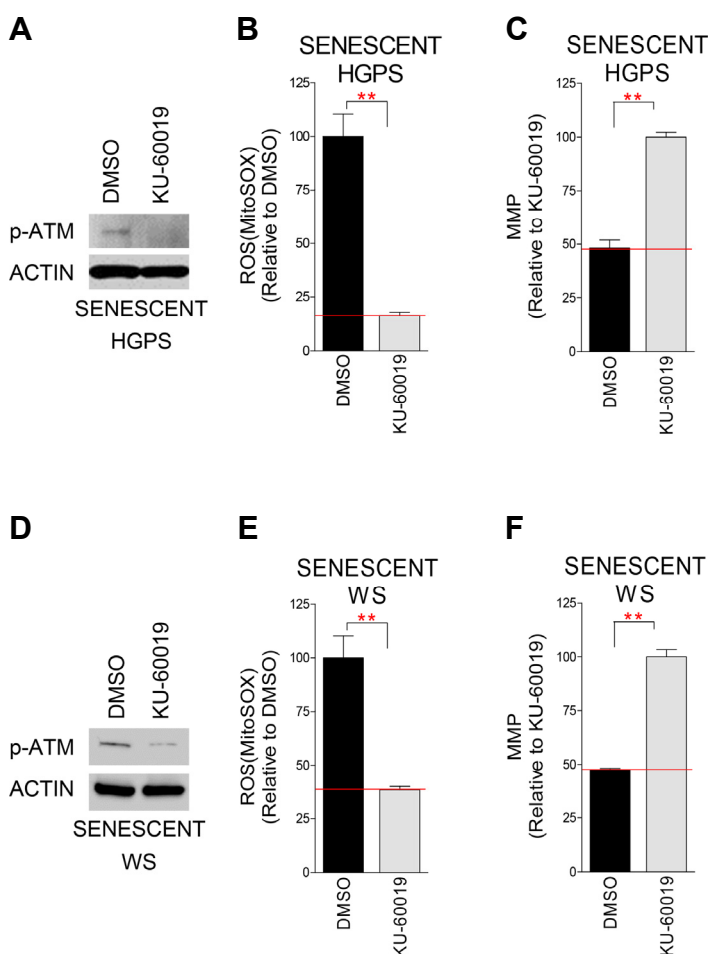 A
DMSO
KU-60019
p-ATM
ACTIN
SENESCENT
HGPS
B
SENESCENT
HGPS
ROS(MitoSOX)
(Relative to DMSO)
125
**
100
75
50
25
0
DMSO
KU-60019
C
SENESCENT
HGPS
MMP
(Relative to KU-60019)
125
**
100
75
50
25
0
DMSO
KU-60019
D
DMSO
KU-60019
p-ATM
ACTIN
SENESCENT
WS
E
SENESCENT
WS
ROS(MitoSOX)
(Relative to DMSO)
125
**
100
75
50
25
0
DMSO
KU-60019
F
SENESCENT
WS
MMP
(Relative to KU-60019)
125
**
100
75
50
25
0
DMSO
KU-60019